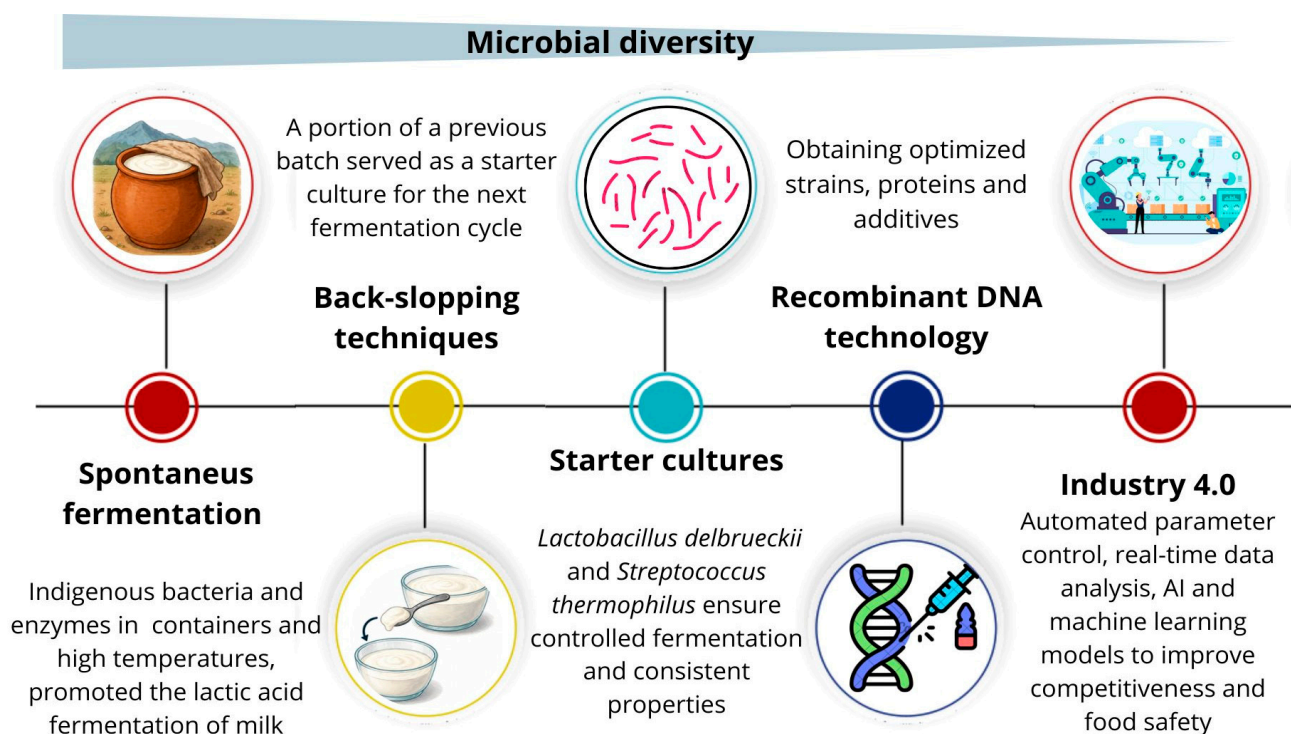 Microbial diversity
A portion of a previous
batch served as a starter
culture for the next
fermentation cycle
Obtaining optimized
strains, proteins and
additives
Back-slopping
techniques
Recombinant DNA
technology
Spontaneus
fermentation
Starter cultures
Industry 4.0
Indigenous bacteria and
enzymes in containers and
high temperatures,
promoted the lactic acid
fermentation of milk
Lactobacillus delbrueckii
and Streptococcus
thermophilus ensure
controlled fermentation
and consistent
properties
Automated parameter
control, real-time data
analysis, AI and
machine learning
models to improve
competitiveness and
food safety